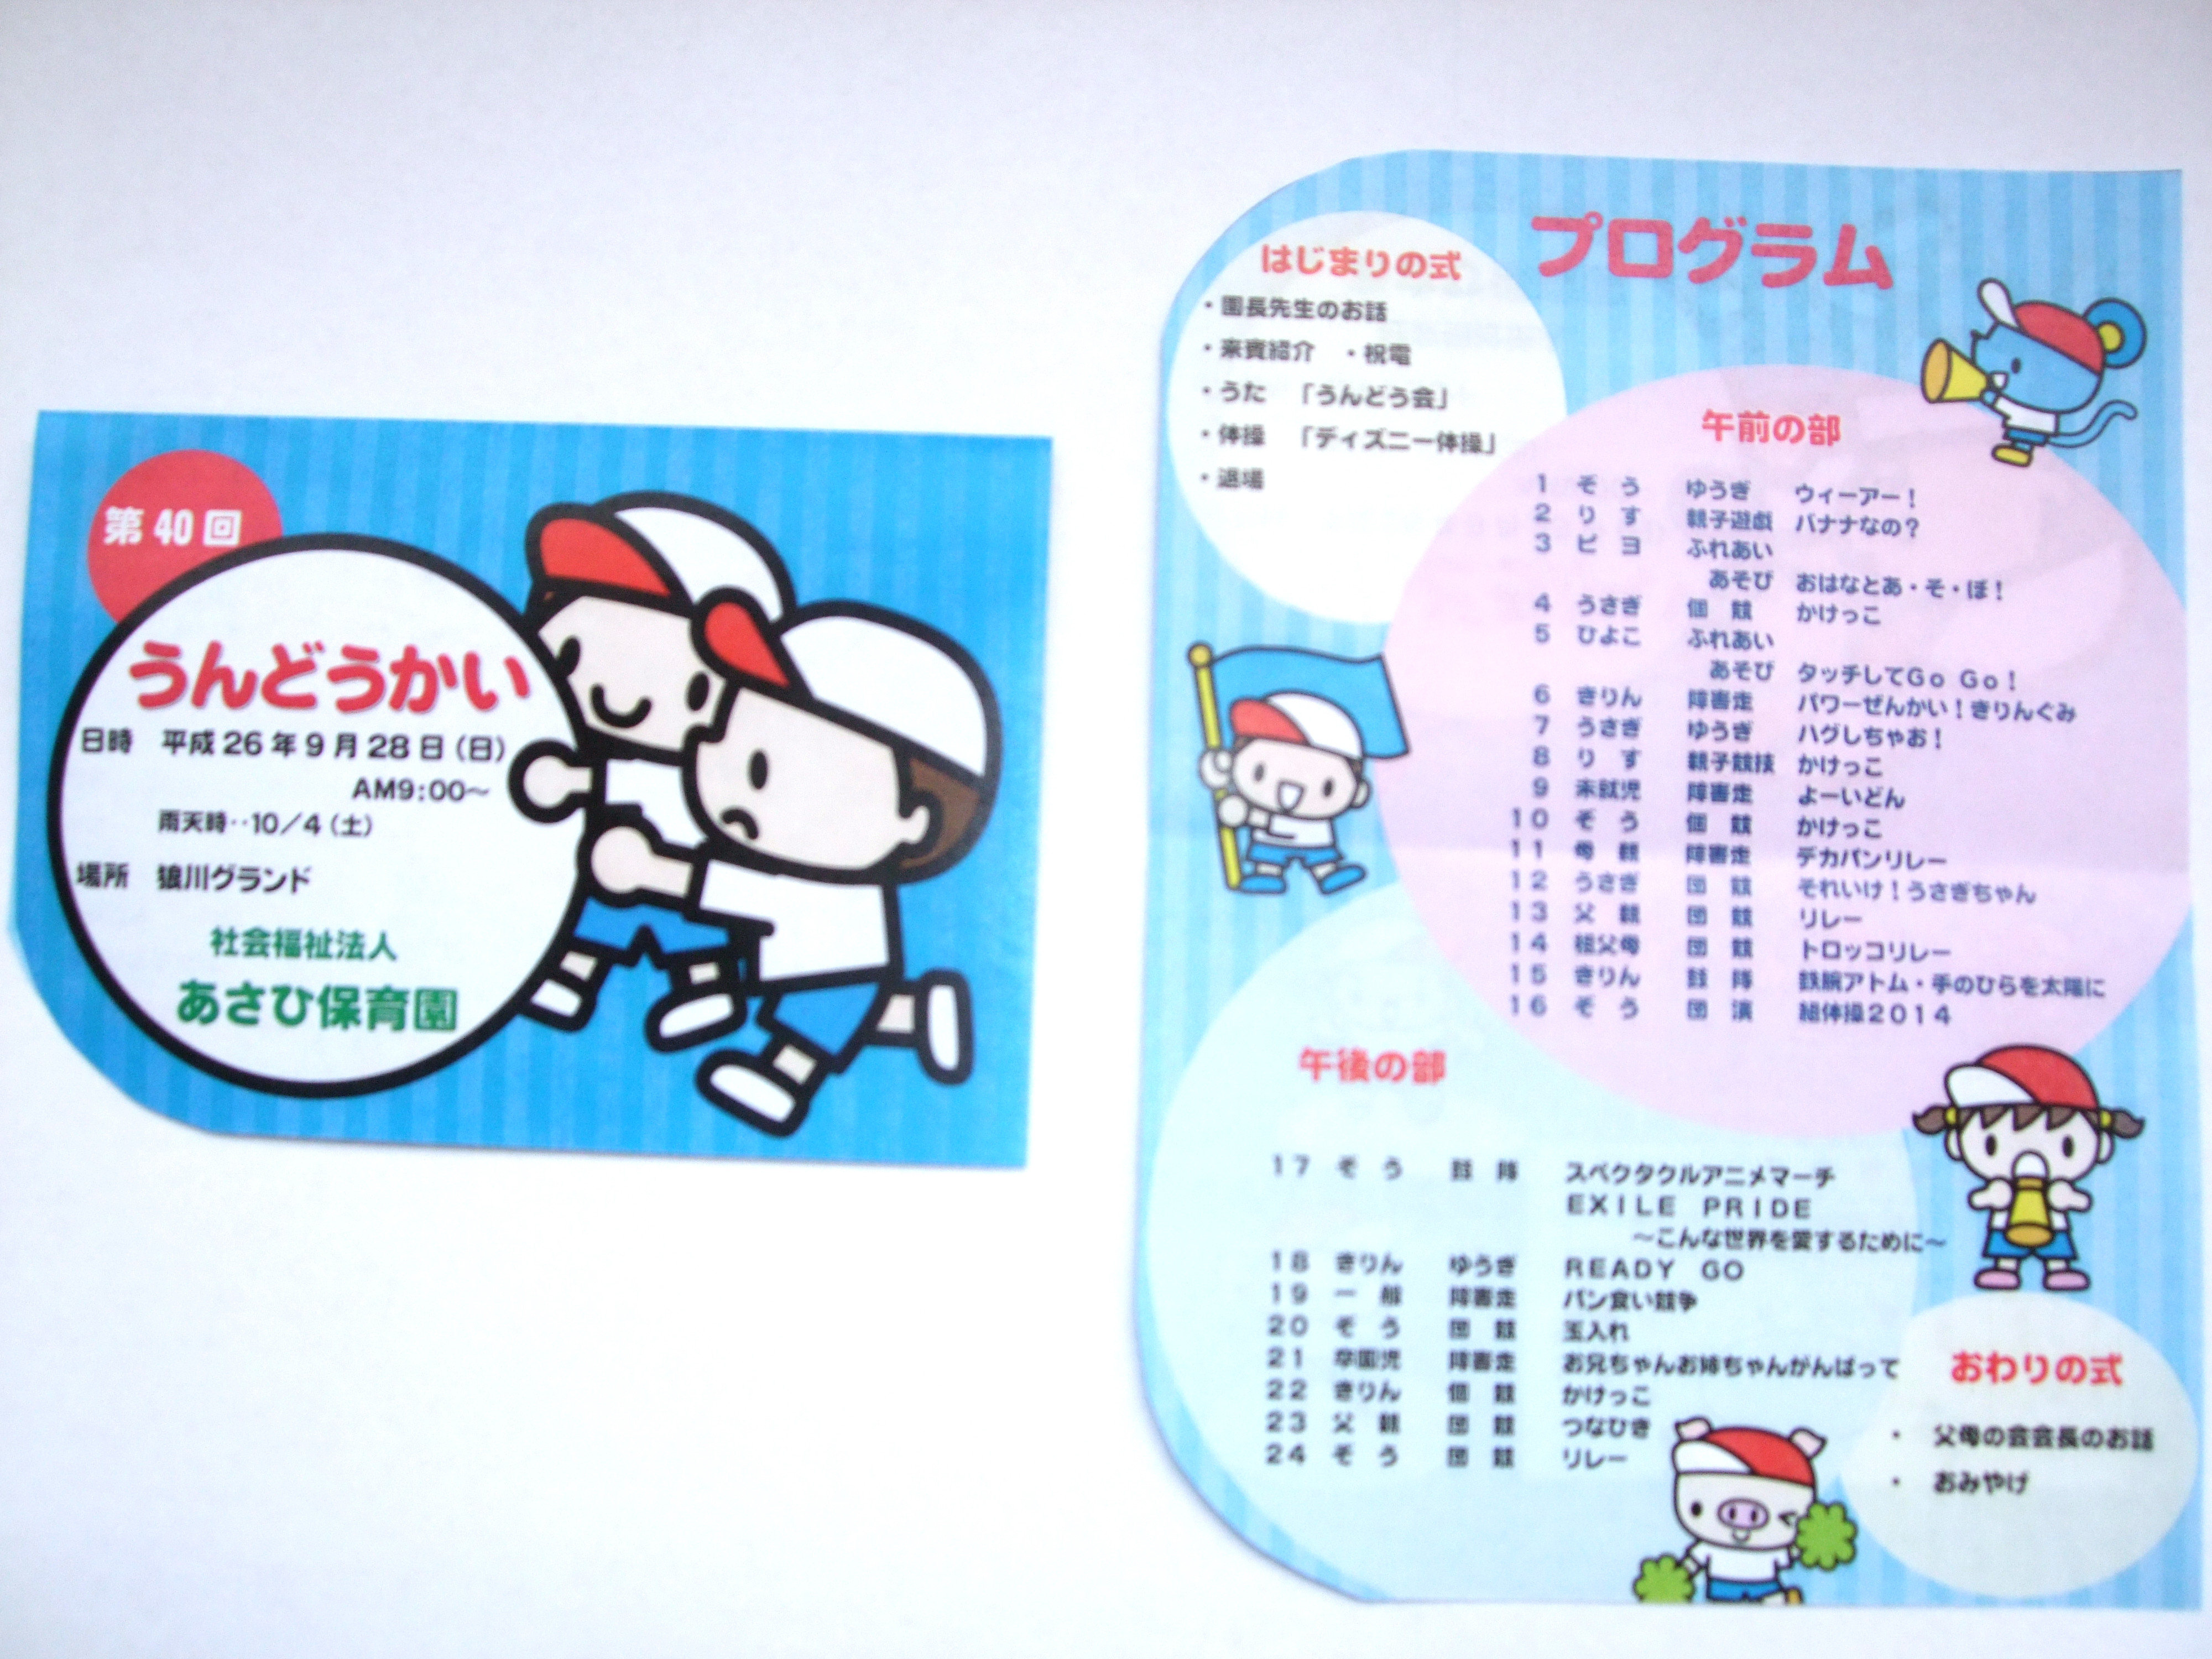 第40回
うんどうかい
日時　平成26年9月28日(日)
AM9:00～
雨天時‥10/4(土)
場所　狼川グランド
社会福祉法人
あさひ保育園
プログラム
はじまりの式
・園長先生のお話
・来賓紹介　・祝電
・うた　「うんどう会」
・体操　「ディズニー体操」
・退場
午前の部
1　ぞう　ゆうぎ　ウィーアー！
2　りす　親子遊戯　バナナなの？
3　ピヨ　ふれあい
あそび　おはなとあ・そ・ぼ！
4　うさぎ　個競　かけっこ
5　ひよこ　ふれあい
あそび　タッチしてGo Go！
6　きりん　障害走　パワーぜんかい！きりんぐみ
7　うさぎ　ゆうぎ　ハグしちゃお！
8　りす　親子競技　かけっこ
9　未就児　障害走　よーいどん
10　ぞう　個競　かけっこ
11　母親　障害走　デカパンリレー
12　うさぎ　団競　それいけ！うさぎちゃん
13　父親　団競　リレー
14　祖父母　団競　トロッコリレー
15　きりん　鼓隊　鉄腕アトム・手のひらを太陽に
16　ぞう　団演　組体操2014
午後の部
17　ぞう　鼓隊　スペクタクルアニメマーチ
EXILE PRIDE
～こんな世界を愛するために～
18　きりん　ゆうぎ　READY GO
19　一般　障害走　パン食い競争
20　ぞう　団競　玉入れ
21　卒園児　障害走　お兄ちゃんお姉ちゃんがんばって
22　きりん　個競　かけっこ
23　父親　団競　つなひき
24　ぞう　団競　リレー
おわりの式
・　父母の会会長のお話
・　おみやげ